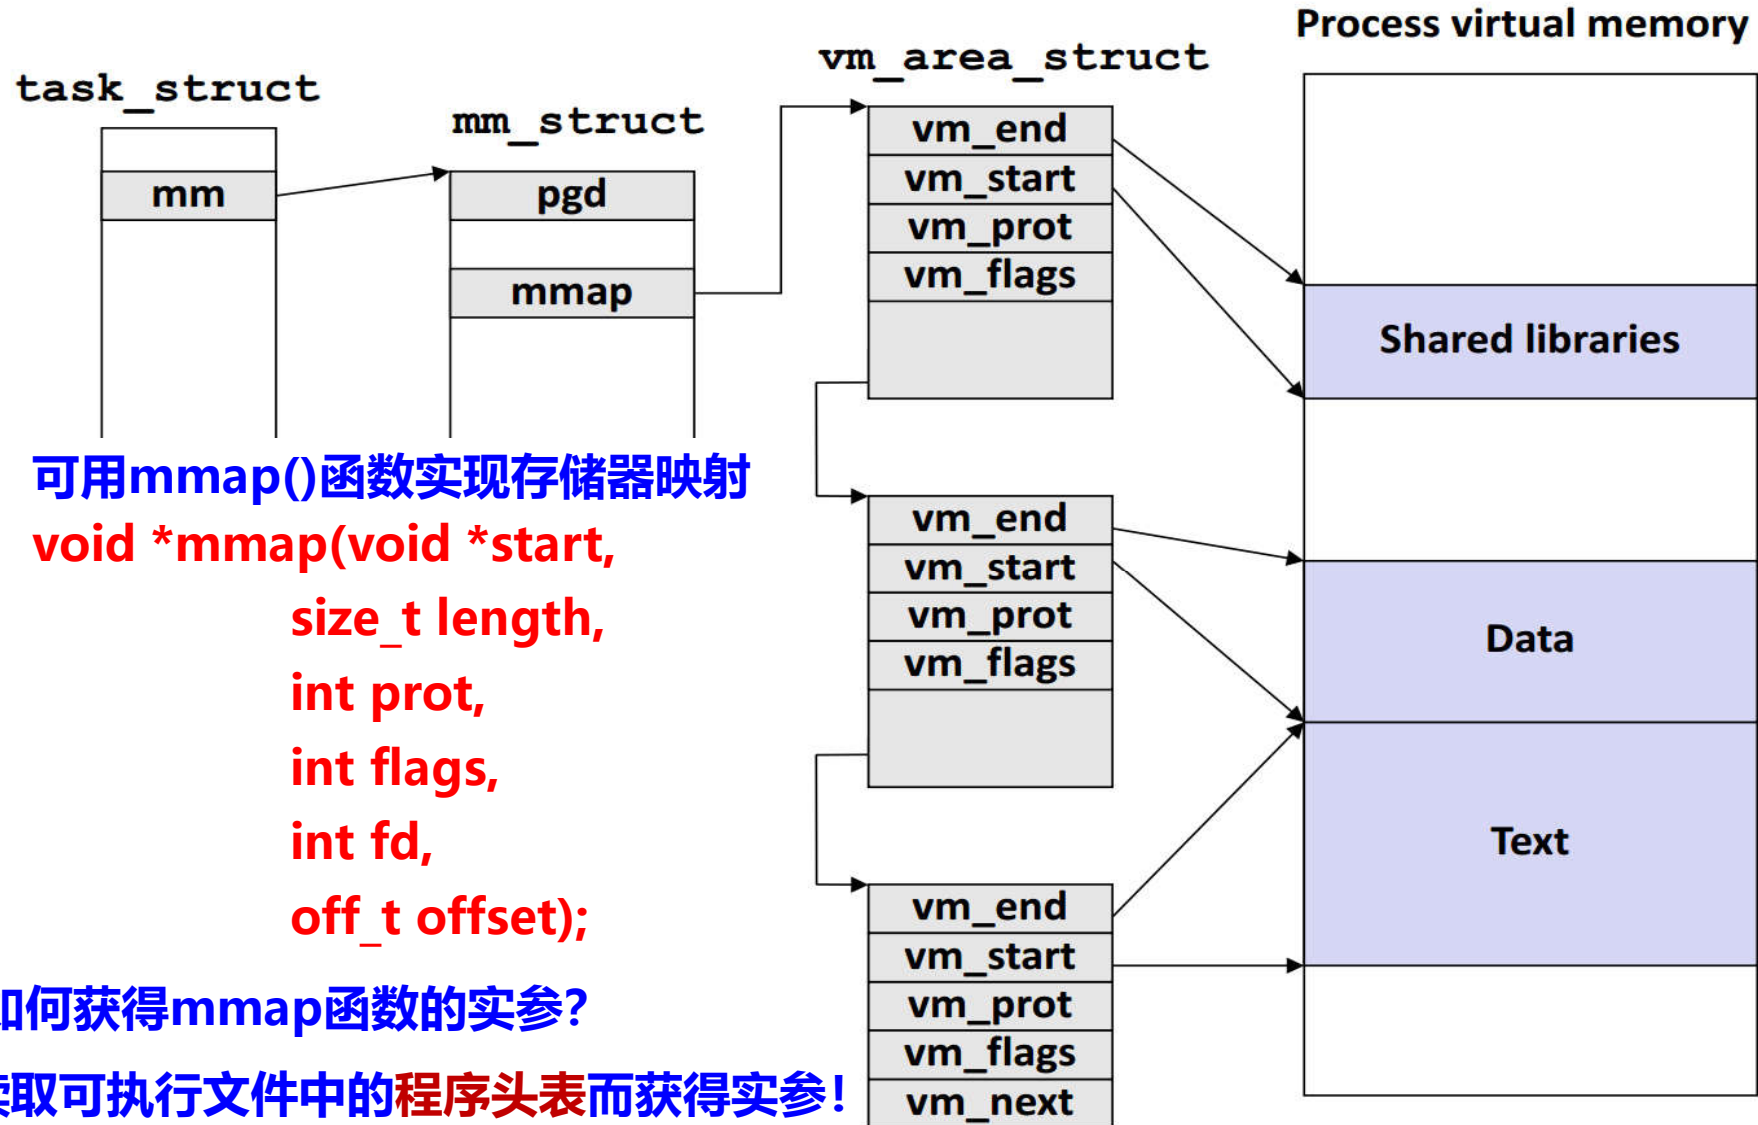 Process virtual memory
vm_area_struct
task_struct
mm_struct
mm
pgd
mmap
vm_end
vm_start
vm_prot
vm_flags
Shared libraries
可用mmap()函数实现存储器映射
void *mmap(void *start,
size_t length,
int prot,
int flags,
int fd,
off_t offset);
vm_end
vm_start
vm_prot
vm_flags
Data
Text
vm_end
vm_start
vm_prot
vm_flags
vm_next
如何获得mmap函数的实参？
读取可执行文件中的程序头表而获得实参！